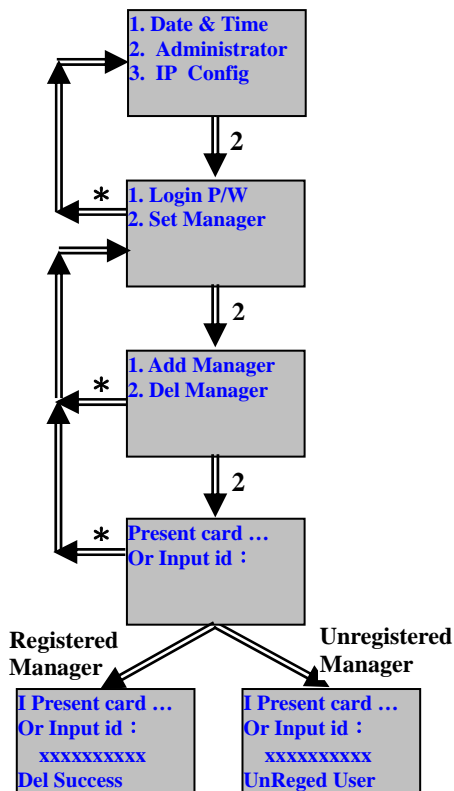 1. Date & Time
2. Administrator
3. IP Config
2
*
1. Login P/W
2. Set Manager
2
*
1. Add Manager
2. Del Manager
2
*
Present card …
Or Input id：
Registered
Manager
Unregistered
Manager
I Present card …
Or Input id：
xxxxxxxxxx
Del Success
I Present card …
Or Input id：
xxxxxxxxxx
UnReged User